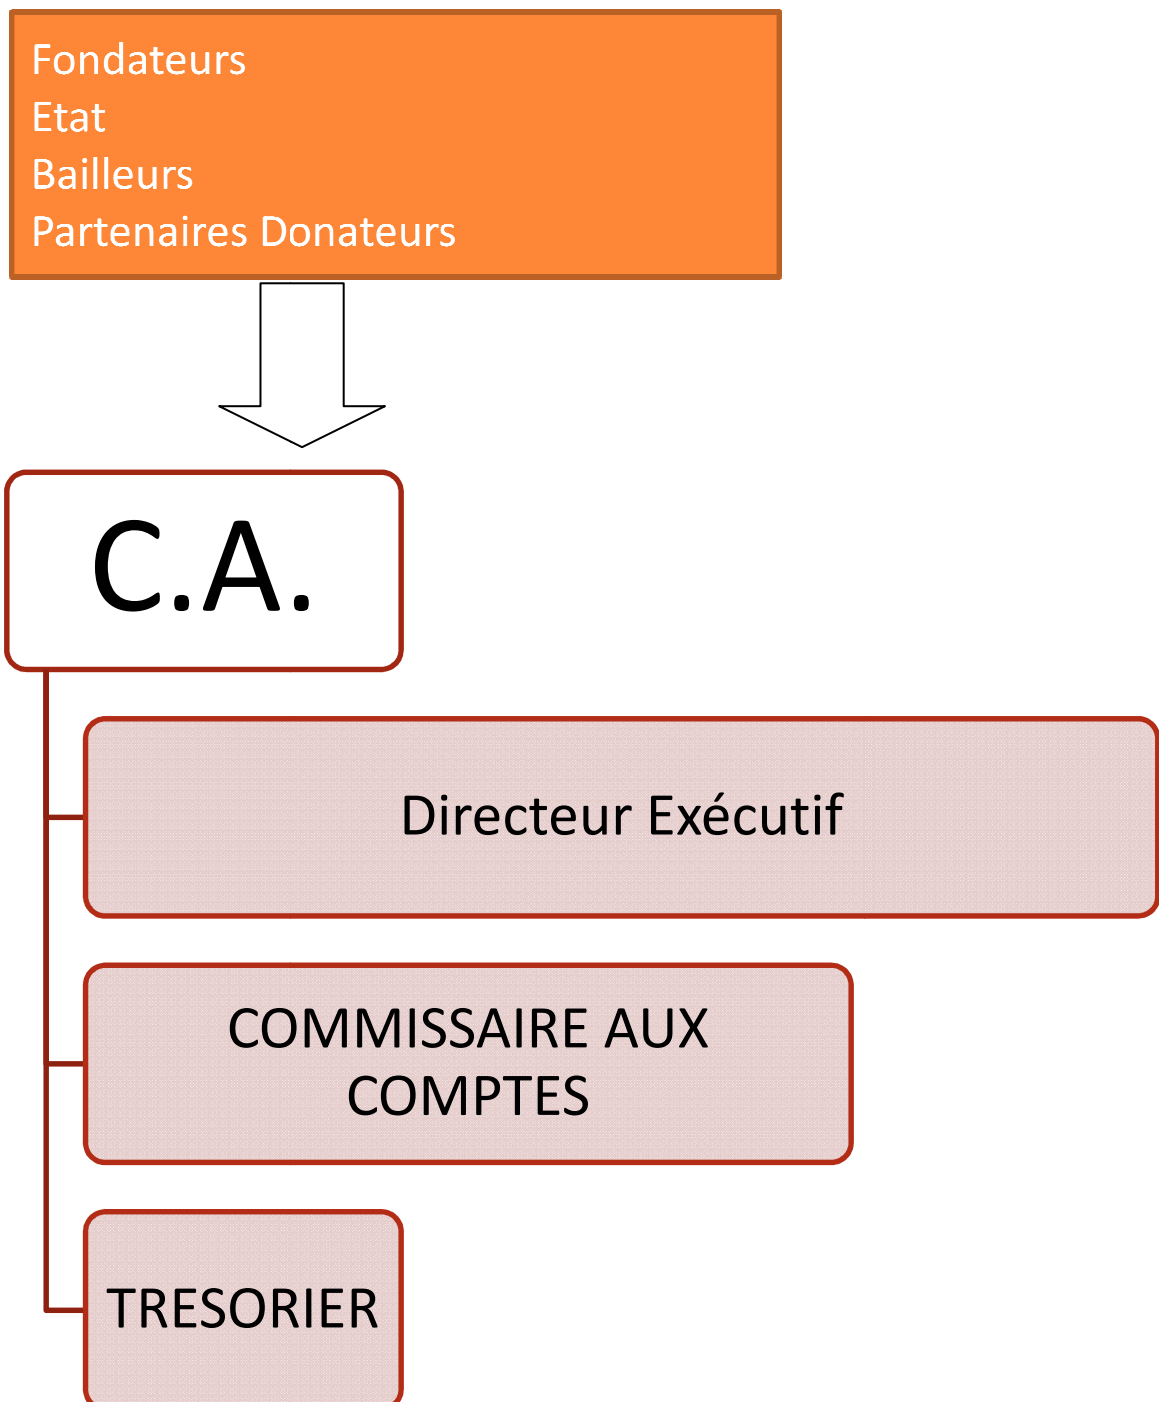 Fondateurs
Etat
Bailleurs
Partenaires Donateurs
C.A.
Directeur Exécutif
COMMISSAIRE AUX
COMPTES
TRESORIER